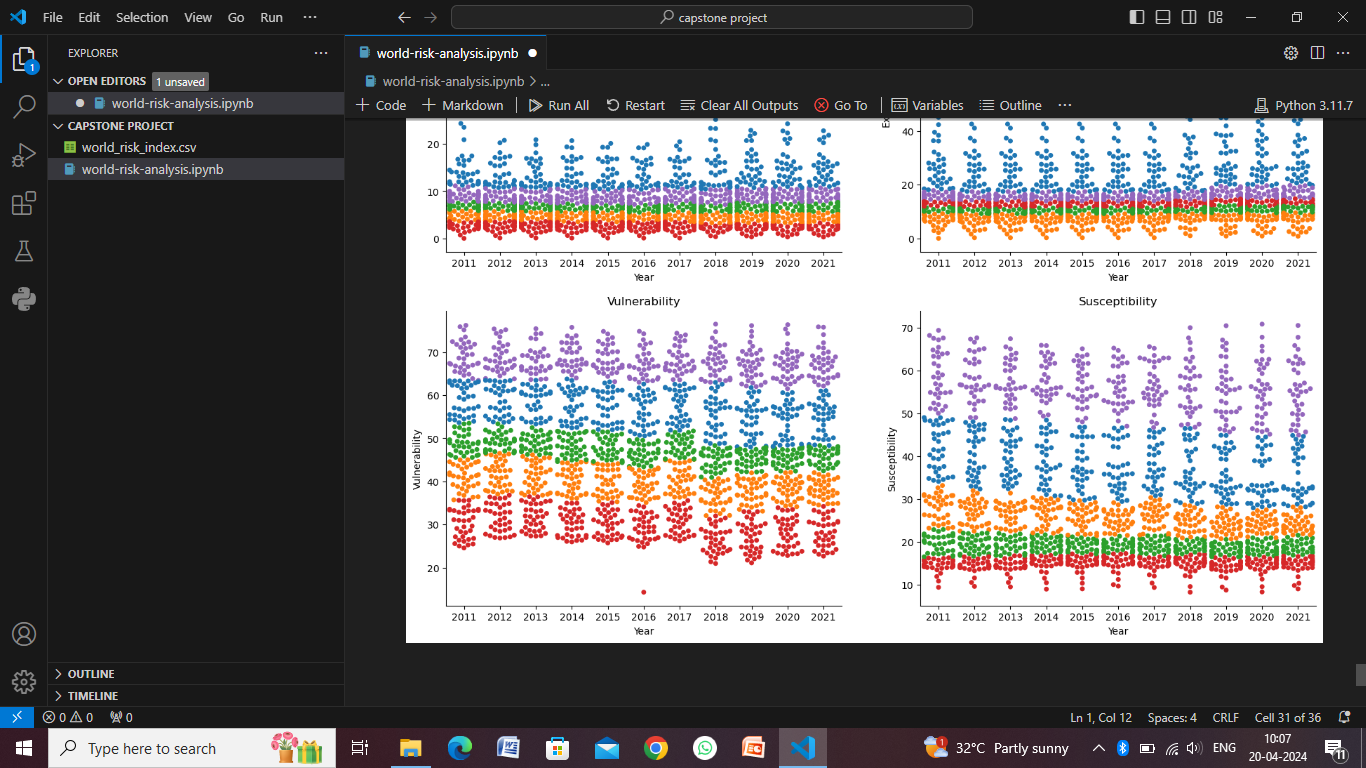 File Edit Selection View Go Run ···
capstone project
EXPLORER ···
OPEN EDITORS 1 unsaved
world-risk-analysis.ipynb
CAPSTONE PROJECT
world_risk_index.csv
world-risk-analysis.ipynb
OUTLINE
TIMELINE
1
world-risk-analysis.ipynb
world-risk-analysis.ipynb > ...
+ Code + Markdown Run All Restart Clear All Outputs Go To Variables Outline ··· Python 3.11.7
20
10
0
2011 2012 2013 2014 2015 2016 2017 2018 2019 2020 2021
Year
Ex
40
20
0
2011 2012 2013 2014 2015 2016 2017 2018 2019 2020 2021
Year
Vulnerability
Vulnerability
70
60
50
40
30
20
2011 2012 2013 2014 2015 2016 2017 2018 2019 2020 2021
Year
Susceptibility
Susceptibility
70
60
50
40
30
20
10
2011 2012 2013 2014 2015 2016 2017 2018 2019 2020 2021
Year
0 0 0 Ln 1, Col 12 Spaces: 4 CRLF Cell 31 of 36
Type here to search
1 32°C Partly sunny ENG
10:07
20-04-2024
11